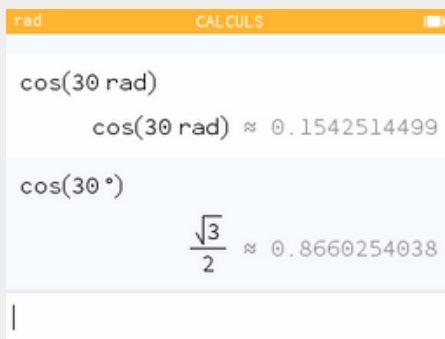 rad CALCULS
cos(30 rad)
cos(30 rad) ≈ 0.1542514499
cos(30 °)
√3/2 ≈ 0.8660254038